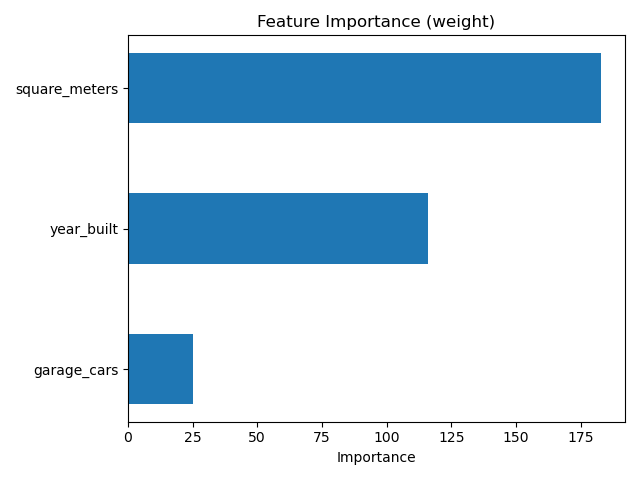 Feature Importance (weight)
square_meters
year_built
garage_cars
0 25 50 75 100 125 150 175
Importance